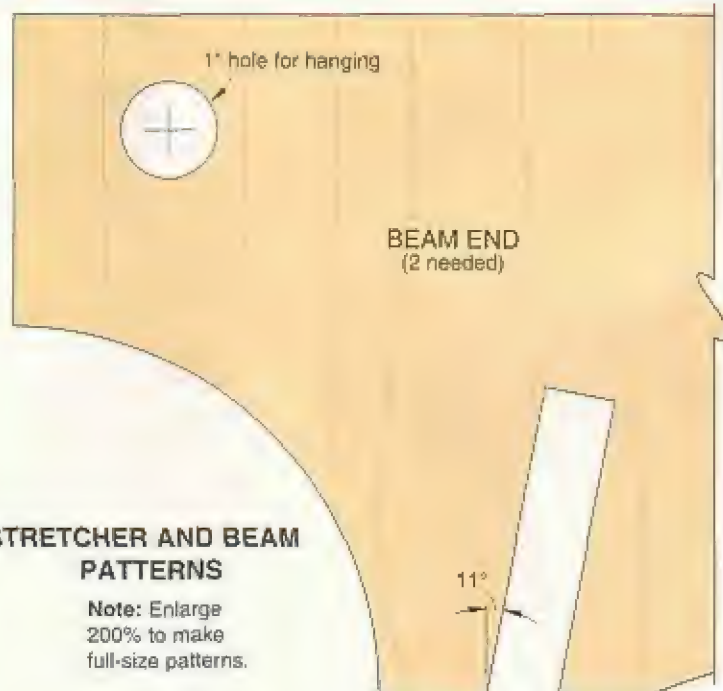 1" hole for hanging
BEAM END
(2 needed)
STRETCHER AND BEAM
PATTERNS
Note: Enlarge
200% to make
full-size patterns.
11°